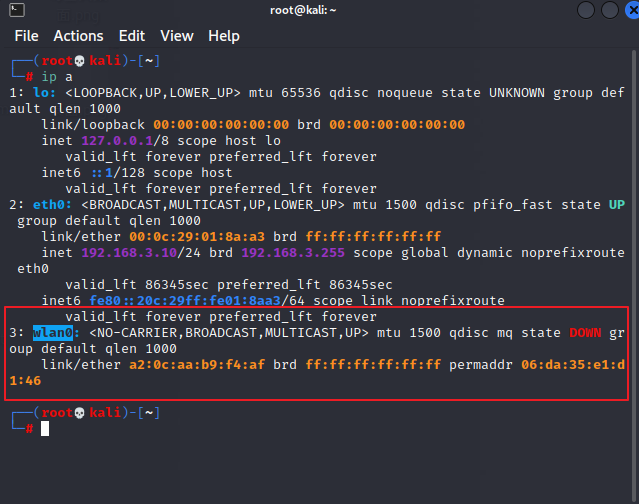 root@kali: ~
File Actions Edit View Help
┌──(root💀kali)-[~]
└─# ip a
1: lo: <LOOPBACK,UP,LOWER_UP> mtu 65536 qdisc noqueue state UNKNOWN group def
ault qlen 1000
    link/loopback 00:00:00:00:00:00 brd 00:00:00:00:00:00
    inet 127.0.0.1/8 scope host lo
       valid_lft forever preferred_lft forever
    inet6 ::1/128 scope host
       valid_lft forever preferred_lft forever
2: eth0: <BROADCAST,MULTICAST,UP,LOWER_UP> mtu 1500 qdisc pfifo_fast state UP
 group default qlen 1000
    link/ether 00:0c:29:01:8a:a3 brd ff:ff:ff:ff:ff:ff
    inet 192.168.3.10/24 brd 192.168.3.255 scope global dynamic noprefixroute
 eth0
       valid_lft 86345sec preferred_lft 86345sec
    inet6 fe80::20c:29ff:fe01:8aa3/64 scope link noprefixroute
       valid_lft forever preferred_lft forever
3: wlan0: <NO-CARRIER,BROADCAST,MULTICAST,UP> mtu 1500 qdisc mq state DOWN gr
oup default qlen 1000
    link/ether a2:0c:aa:b9:f4:af brd ff:ff:ff:ff:ff:ff permaddr 06:da:35:e1:d
1:46
┌──(root💀kali)-[~]
└─#